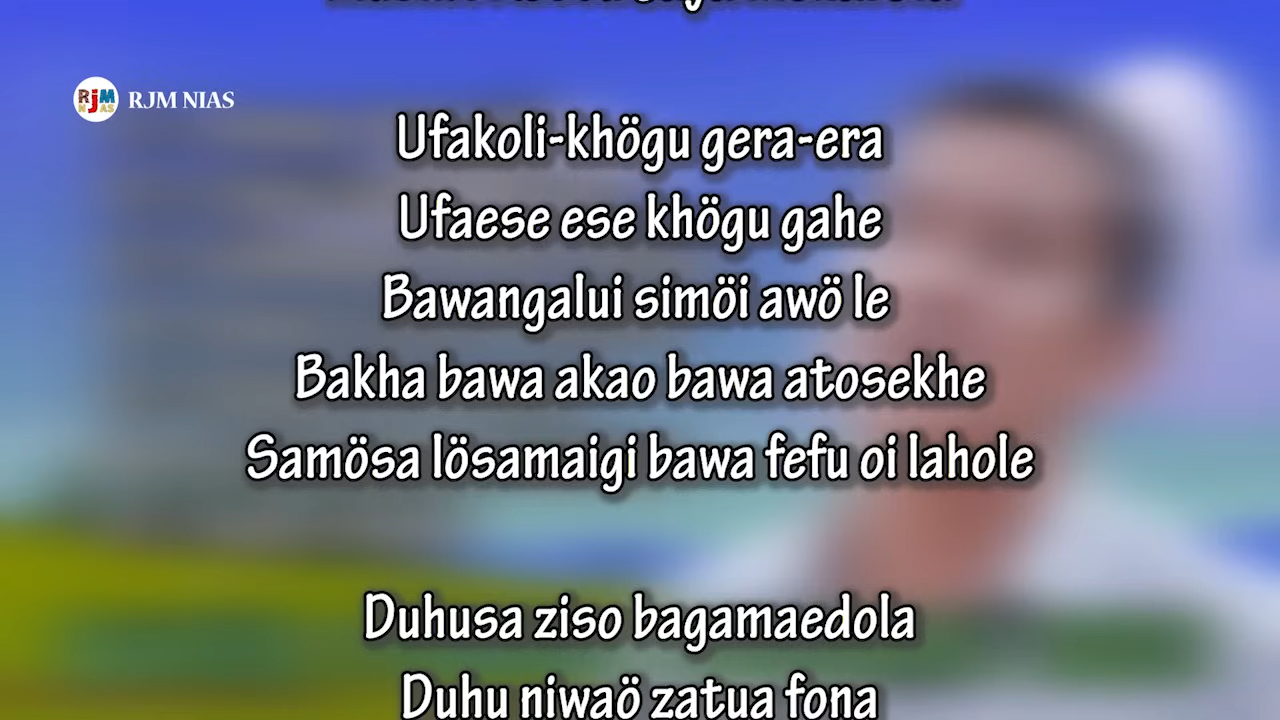 RJM NIAS
Ufakoli-khögu gera-era
Ufaese ese khögu gahe
Bawangalui simöi awö le
Bakha bawa akao bawa atosekhe
Samösa lösamaigi bawa fefu oi lahole
Duhusa ziso bagamaedola
Duhu niwaö zatua fona